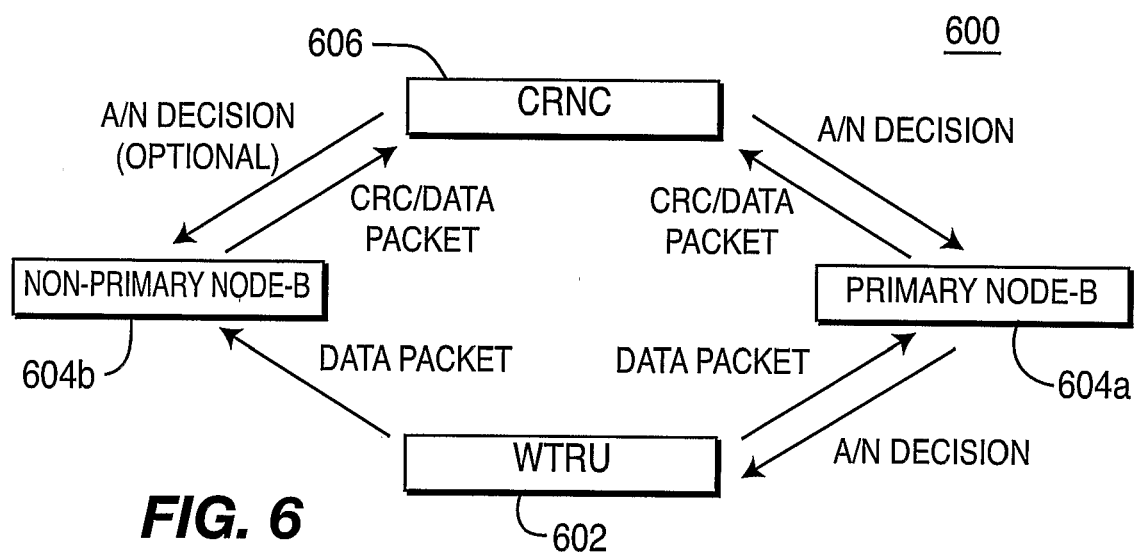 600
606
CRNC
A/N DECISION
(OPTIONAL)
A/N DECISION
CRC/DATA
PACKET
CRC/DATA
PACKET
NON-PRIMARY NODE-B
PRIMARY NODE-B
604b
DATA PACKET
DATA PACKET
604a
WTRU
A/N DECISION
FIG. 6
602